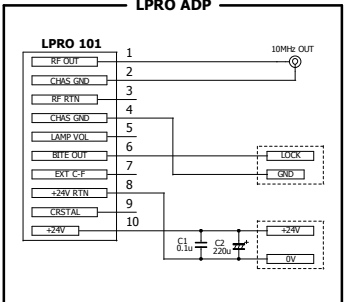 LPRO ADP
LPRO 101
10MHz OUT
RF OUT 1
CHAS GND 2
RF RTN 3
CHAS GND 4
LAMP VOL 5
BITE OUT 6 LOCK
EXT C-F 7 GND
+24V RTN 8
CRSTAL 9
+24V 10 +24V
C1 0.1u C2 220u +
0V